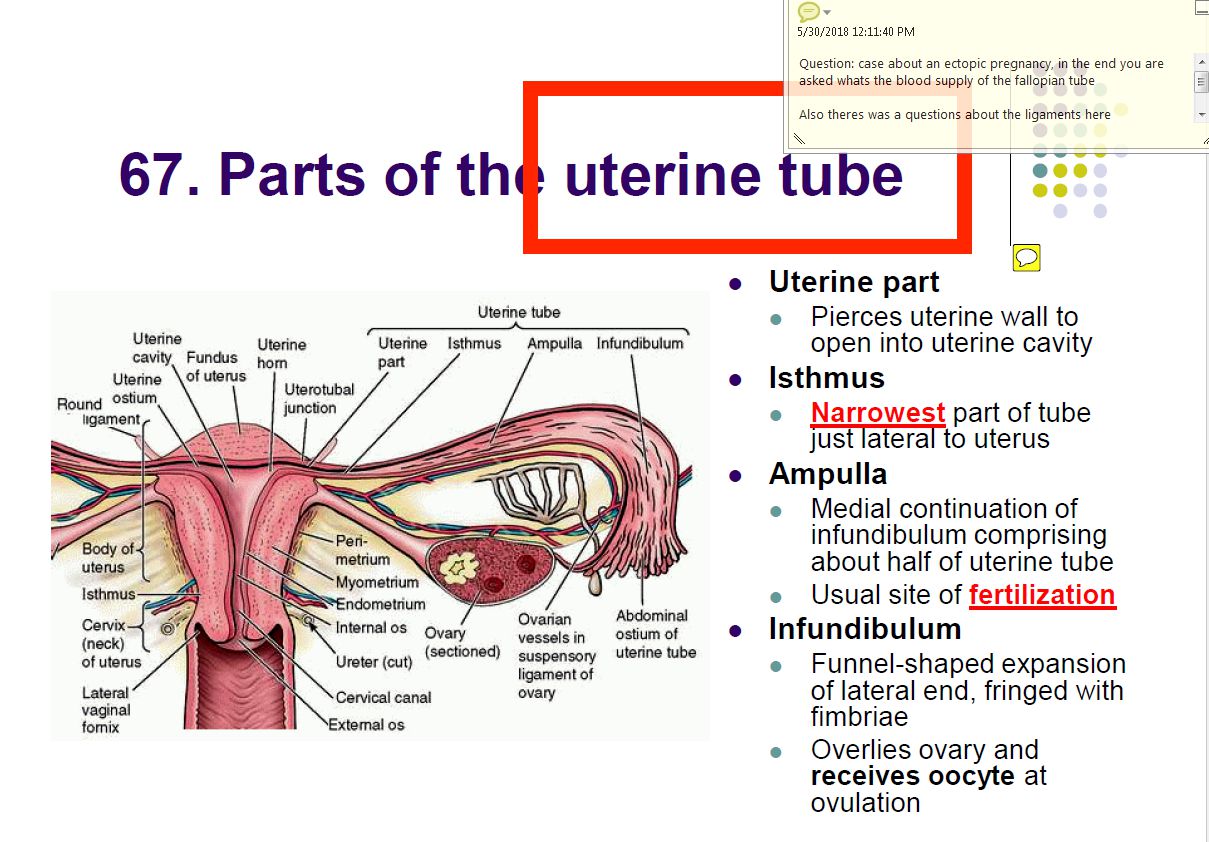 5/30/2018 12:11:40 PM
Question: case about an ectopic pregnancy, in the end you are
asked whats the blood supply of the fallopian tube
Also theres was a questions about the ligaments here
67. Parts of the uterine tube
Uterine part
Pierces uterine wall to
open into uterine cavity
Isthmus
Narrowest part of tube
just lateral to uterus
Ampulla
Medial continuation of
infundibulum comprising
about half of uterine tube
Usual site of fertilization
Infundibulum
Funnel-shaped expansion
of lateral end, fringed with
fimbriae
Overlies ovary and
receives oocyte at
ovulation
Uterine tube
Uterine
cavity
Fundus
of uterus
Uterine
horn
Uterine
part
Isthmus
Ampulla
Infundibulum
Uterine
ostium
Uterotubal
junction
Round
ligament
Body of
uterus
Isthmus
Cervix
(neck)
of uterus
Lateral
vaginal
fornix
Peri-
metrium
Myometrium
Endometrium
Internal os
Ureter (cut)
Cervical canal
External os
Ovary
(sectioned)
Ovarian
vessels in
suspensory
ligament of
ovary
Abdominal
ostium of
uterine tube